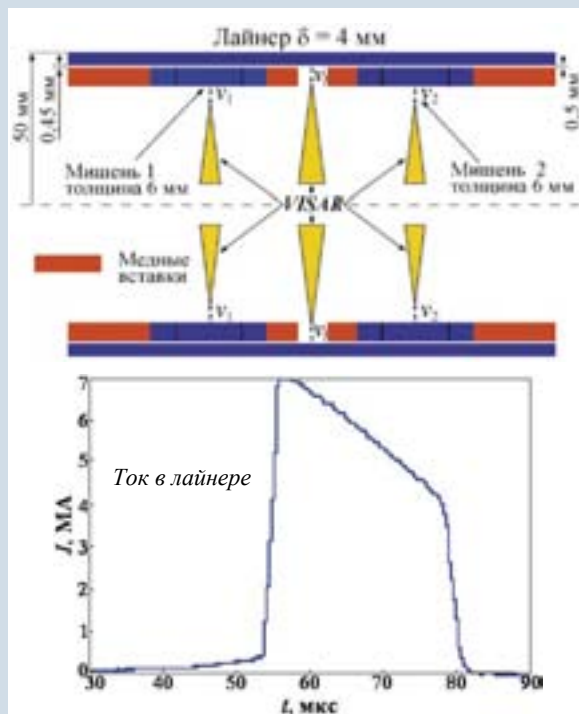 Лайнер δ = 4 мм
50 мм
0,45 мм
0,5 мм
v₁
v₂
Мишень 1
толщина 6 мм
Мишень 2
толщина 6 мм
VISAR
Медные
вставки
v₁
v₂
Ток в лайнере
J, МА
7
6
5
4
3
2
1
0
30
40
50
60
70
80
90
t, мкс